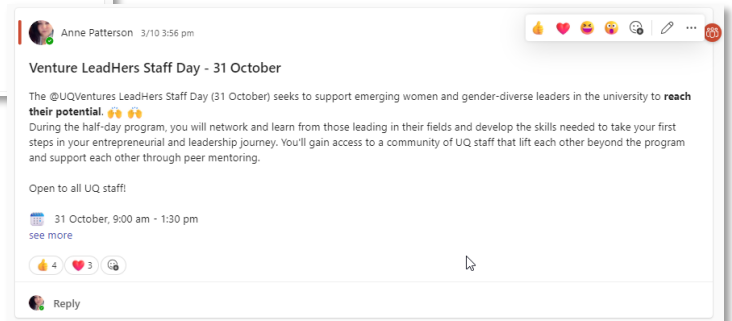 Anne Patterson 3/10 3:56 pm
Venture LeadHers Staff Day - 31 October
The @UQVentures LeadHers Staff Day (31 October) seeks to support emerging women and gender-diverse leaders in the university to reach
their potential. 🙌 🙌
During the half-day program, you will network and learn from those leading in their fields and develop the skills needed to take your first
steps in your entrepreneurial and leadership journey. You'll gain access to a community of UQ staff that lift each other beyond the program
and support each other through peer mentoring.
Open to all UQ staff!
31 October, 9:00 am - 1:30 pm
see more
4 3
Reply